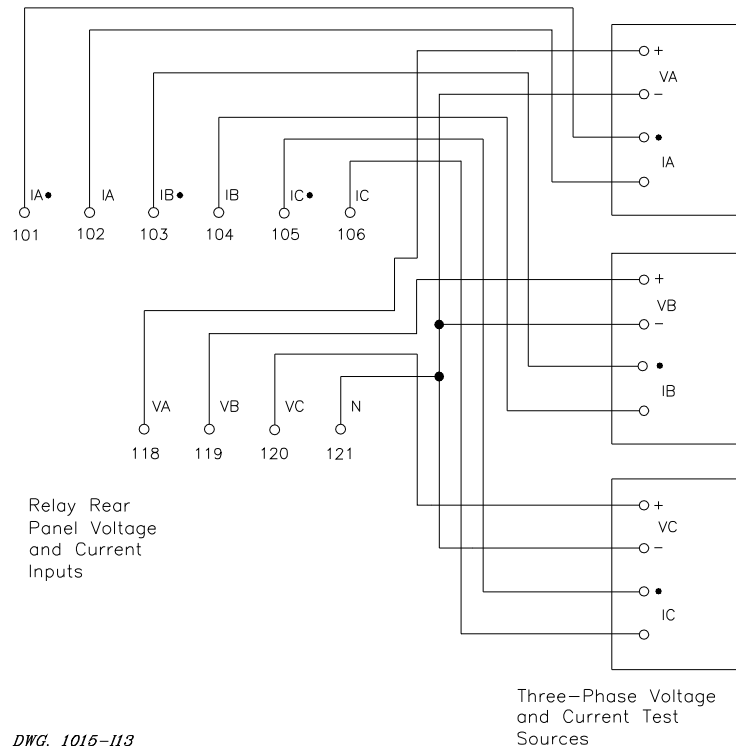 +
VA
−
•
IA
IA• IA IB• IB IC• IC
101 102 103 104 105 106
+
VB
−
•
IB
VA VB VC N
118 119 120 121
+
VC
−
•
IC
Relay Rear
Panel Voltage
and Current
Inputs
Three−Phase Voltage
and Current Test
Sources
DWG. 1015−I13